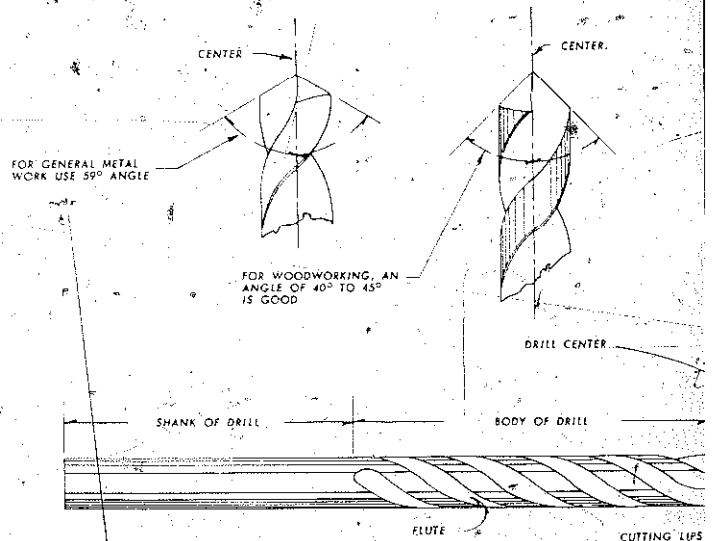 CENTER
CENTER.
FOR GENERAL METAL
WORK USE 59° ANGLE
FOR WOODWORKING, AN
ANGLE OF 40° TO 45°
IS GOOD
DRILL CENTER
SHANK OF DRILL
BODY OF DRILL
FLUTE
CUTTING LIPS